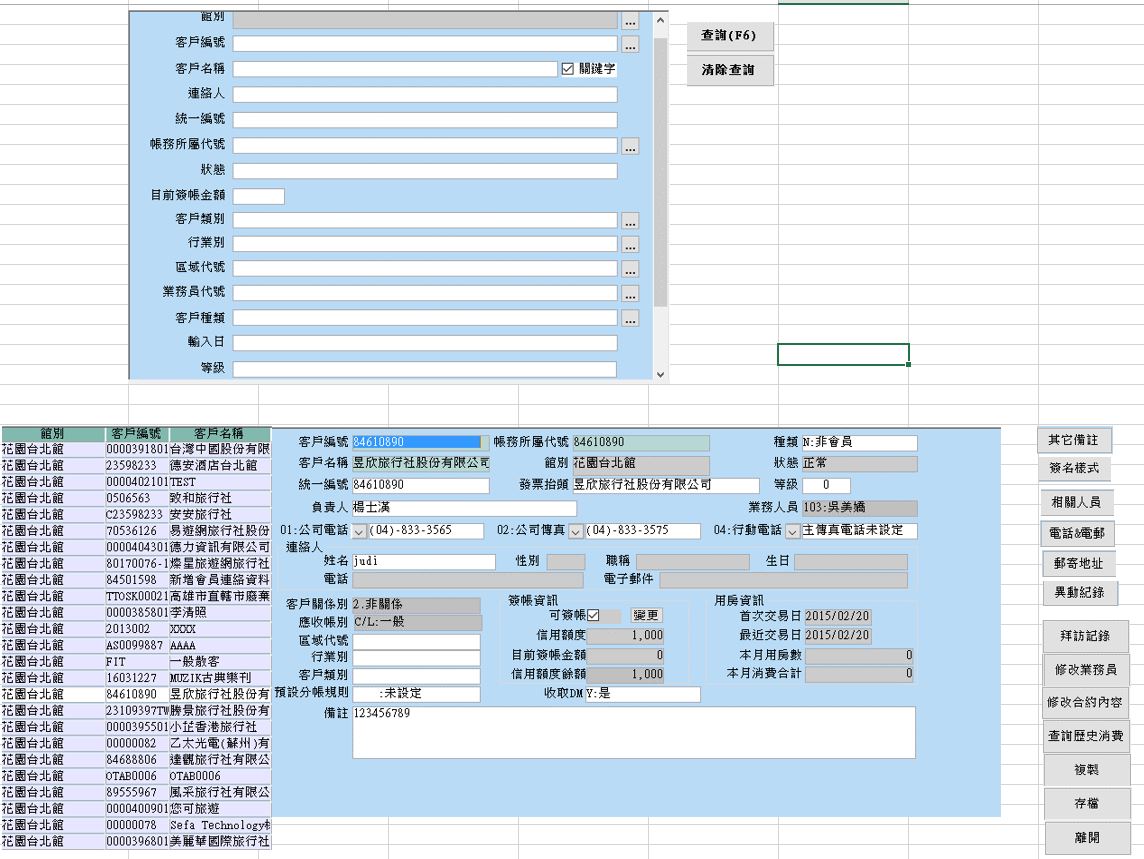 館別 ...
查詢(F6)
客戶編號 ...
客戶名稱 關鍵字
清除查詢
連絡人
統一編號
帳務所屬代號 ...
狀態
目前簽帳金額
客戶類別 ...
行業別 ...
區域代號 ...
業務員代號 ...
客戶種類 ...
輸入日
等級
館別 客戶編號 客戶名稱
花園台北館 0000391801 台灣中國股份有限
花園台北館 23598233 德安酒店台北館
花園台北館 0000402101 TEST
花園台北館 0506563 致和旅行社
花園台北館 C23598233 安安旅行社
花園台北館 70536126 易遊網旅行社股份
花園台北館 0000404301 德力資訊有限公司
花園台北館 80170076-1 燦星旅遊網旅行社
花園台北館 84501598 新增會員連絡資料
花園台北館 TTOSK00021 高雄市直轄市廢棄
花園台北館 0000385801 李清照
花園台北館 2013002 XXXX
花園台北館 AS0099887 AAAA
花園台北館 FIT 一般散客
花園台北館 16031227 MUZIK古典樂刊
花園台北館 84610890 昱欣旅行社股份有
花園台北館 23109397TW 勝景旅行社股份有
花園台北館 0000395501 小芷香港旅行社
花園台北館 00000082 乙太光電(蘇州)有
花園台北館 84688806 達觀旅行社有限公
花園台北館 OTAB0006 OTAB0006
花園台北館 89555967 風采旅行社有限公
花園台北館 0000400901 您可旅遊
花園台北館 00000078 Sefa Technology
花園台北館 0000396801 美麗華國際旅行社
客戶編號 84610890 帳務所屬代號 84610890 種類 N:非會員
客戶名稱 昱欣旅行社股份有限公司 館別 花園台北館 狀態 正常
統一編號 84610890 發票抬頭 昱欣旅行社股份有限公司 等級 0
負責人 楊士漢 業務人員 103:吳美嬌
01:公司電話 (04)-833-3565 02:公司傳真 (04)-833-3575 04:行動電話 主傳真電話未設定
連絡人
姓名 judi 性別 職稱 生日
電話 電子郵件
客戶關係別 2.非關係
應收帳別 C/L:一般
區域代號
行業別
客戶類別
預設分帳規則 :未設定
簽帳資訊
可簽帳 變更
信用額度 1,000
目前簽帳金額 0
信用額度餘額 1,000
收取DM Y:是
用房資訊
首次交易日 2015/02/20
最近交易日 2015/02/20
本月用房數 0
本月消費合計 0
備註 123456789
其它備註
簽名樣式
相關人員
電話&電郵
郵寄地址
異動紀錄
拜訪記錄
修改業務員
修改合約內容
查詢歷史消費
複製
存檔
離開